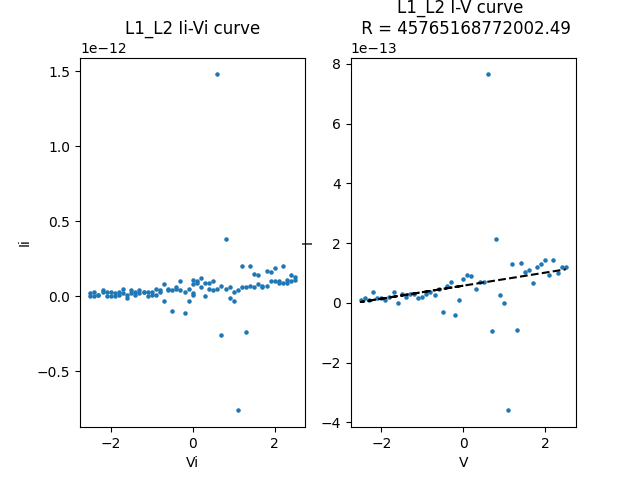 L1_L2 Ii-Vi curve
1e−12
1.5
1.0
0.5
0.0
−0.5
Ii
−2
0
2
Vi
L1_L2 I-V curve
R = 45765168772002.49
1e−13
8
6
4
2
0
−2
−4
I
−2
0
2
V